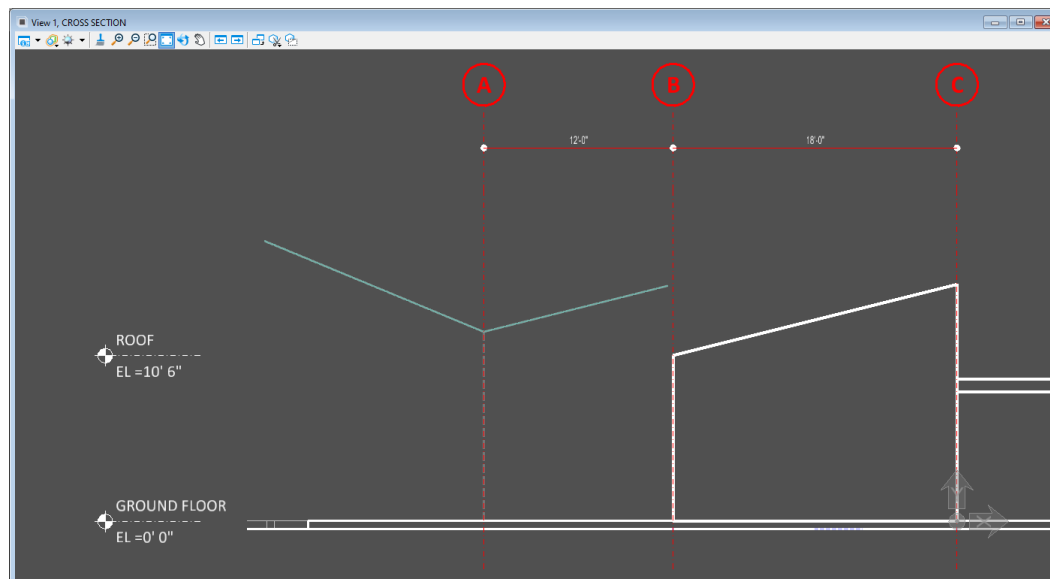 View 1, CROSS SECTION
A
B
C
12'-0"
18'-0"
ROOF
EL =10' 6"
GROUND FLOOR
EL =0' 0"
Y
X